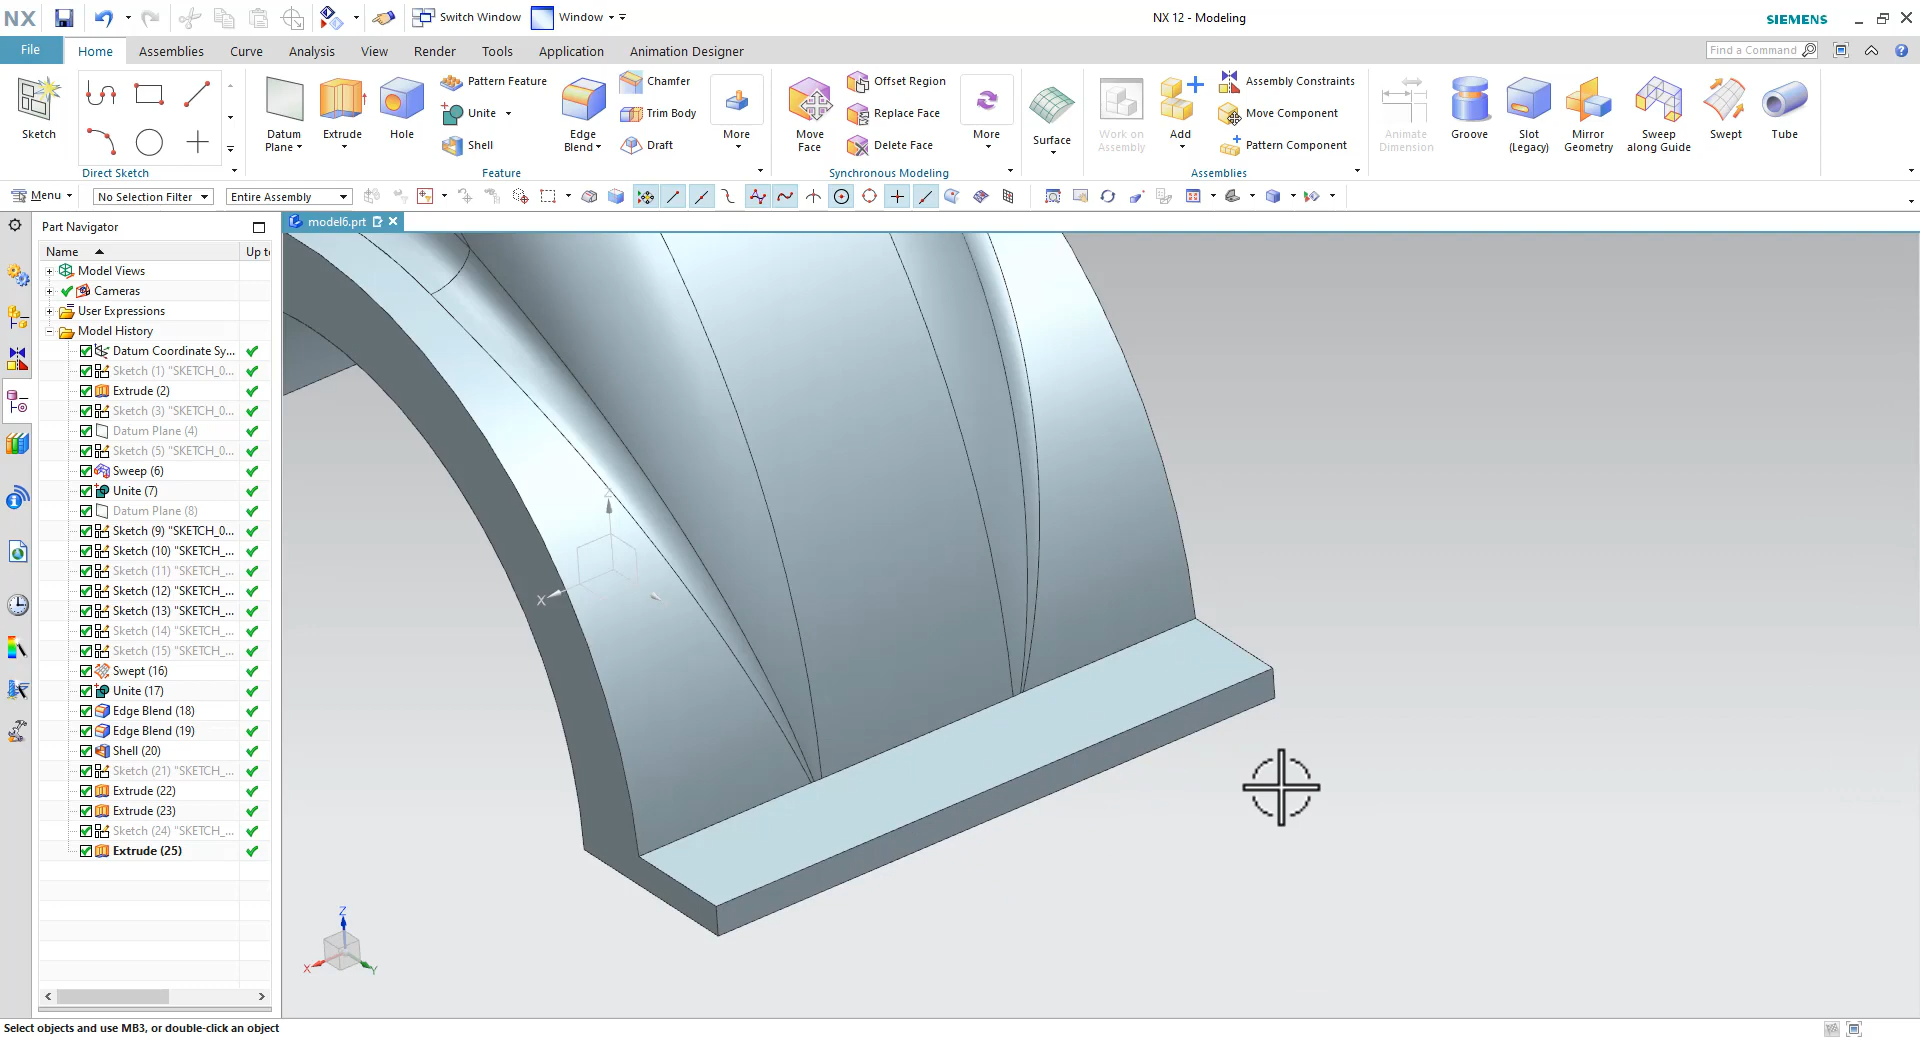 NX
Switch Window
Window
NX 12 - Modeling
SIEMENS
File
Home
Assemblies
Curve
Analysis
View
Render
Tools
Application
Animation Designer
Find a Command
Sketch
Direct Sketch
Datum Plane
Extrude
Hole
Pattern Feature
Unite
Shell
Edge Blend
Chamfer
Trim Body
Draft
More
Feature
Move Face
Offset Region
Replace Face
Delete Face
More
Synchronous Modeling
Surface
Work on Assembly
Add
Assembly Constraints
Move Component
Pattern Component
Animate Dimension
Groove
Slot (Legacy)
Mirror Geometry
Sweep along Guide
Swept
Tube
Assemblies
Menu
No Selection Filter
Entire Assembly
Part Navigator
model6.prt
Name
Up t
Model Views
Cameras
User Expressions
Model History
Datum Coordinate Sy...
Sketch (1) "SKETCH_0...
Extrude (2)
Sketch (3) "SKETCH_0...
Datum Plane (4)
Sketch (5) "SKETCH_0...
Sweep (6)
Unite (7)
Datum Plane (8)
Sketch (9) "SKETCH_0...
Sketch (10) "SKETCH_...
Sketch (11) "SKETCH_...
Sketch (12) "SKETCH_...
Sketch (13) "SKETCH_...
Sketch (14) "SKETCH_...
Sketch (15) "SKETCH_...
Swept (16)
Unite (17)
Edge Blend (18)
Edge Blend (19)
Shell (20)
Sketch (21) "SKETCH_...
Extrude (22)
Extrude (23)
Sketch (24) "SKETCH_...
Extrude (25)
Z
X
Z
X
Y
Select objects and use MB3, or double-click an object